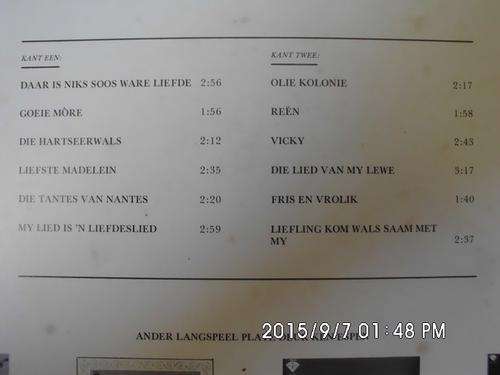 KANT EEN:
DAAR IS NIKS SOOS WARE LIEFDE 2:56
GOEIE MÔRE 1:56
DIE HARTSEERWALS 2:12
LIEFSTE MADELEIN 2:35
DIE TANTES VAN NANTES 2:20
MY LIED IS 'N LIEFDESLIED 2:59
KANT TWEE:
OLIE KOLONIE 2:17
REËN 1:58
VICKY 2:43
DIE LIED VAN MY LEWE 3:17
FRIS EN VROLIK 1:40
LIEFLING KOM WALS SAAM MET
MY 2:37
ANDER LANGSPEEL
2015/9/7 01:48 PM